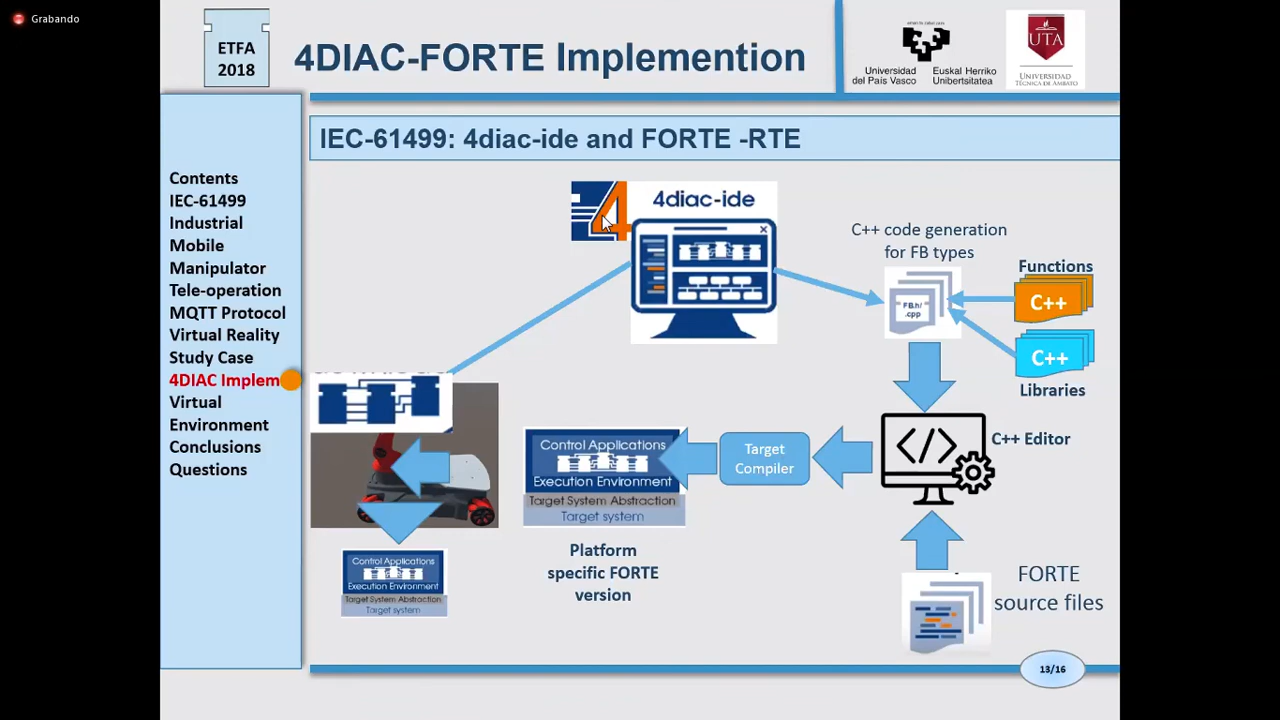 Grabando
ETFA
2018
4DIAC-FORTE Implemention
Universidad
del País Vasco
Euskal Herriko
Unibertsitatea
UTA
UNIVERSIDAD
TÉCNICA DE AMBATO
IEC-61499: 4diac-ide and FORTE -RTE
Contents
IEC-61499
Industrial
Mobile
Manipulator
Tele-operation
MQTT Protocol
Virtual Reality
Study Case
4DIAC Implem
Virtual
Environment
Conclusions
Questions
4
4diac-ide
C++ code generation
for FB types
FB.h/
.cpp
Functions
C++
C++
Libraries
C++ Editor
Target
Compiler
Control Applications
Execution Environment
Target System Abstraction
Target system
Platform
specific FORTE
version
Control Applications
Execution Environment
Target System Abstraction
Target system
FORTE
source files
13/16